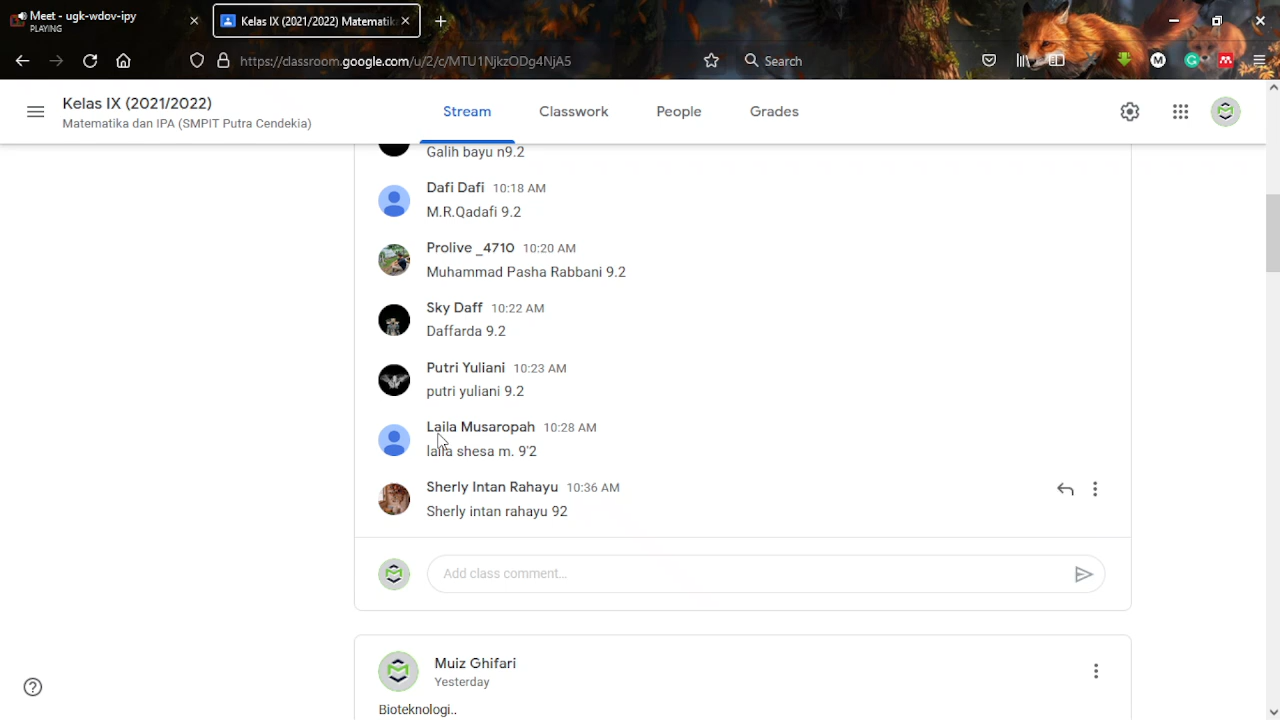 Meet - ugk-wdov-ipy
PLAYING
Kelas IX (2021/2022) Matematik
https://classroom.google.com/u/2/c/MTU1NjkzODg4NjA5
Search
Kelas IX (2021/2022)
Matematika dan IPA (SMPIT Putra Cendekia)
Stream
Classwork
People
Grades
Galih bayu n9.2
Dafi Dafi 10:18 AM
M.R.Qadafi 9.2
Prolive _4710 10:20 AM
Muhammad Pasha Rabbani 9.2
Sky Daff 10:22 AM
Daffarda 9.2
Putri Yuliani 10:23 AM
putri yuliani 9.2
Laila Musaropah 10:28 AM
laila shesa m. 9'2
Sherly Intan Rahayu 10:36 AM
Sherly intan rahayu 92
Add class comment...
Muiz Ghifari
Yesterday
Bioteknologi..